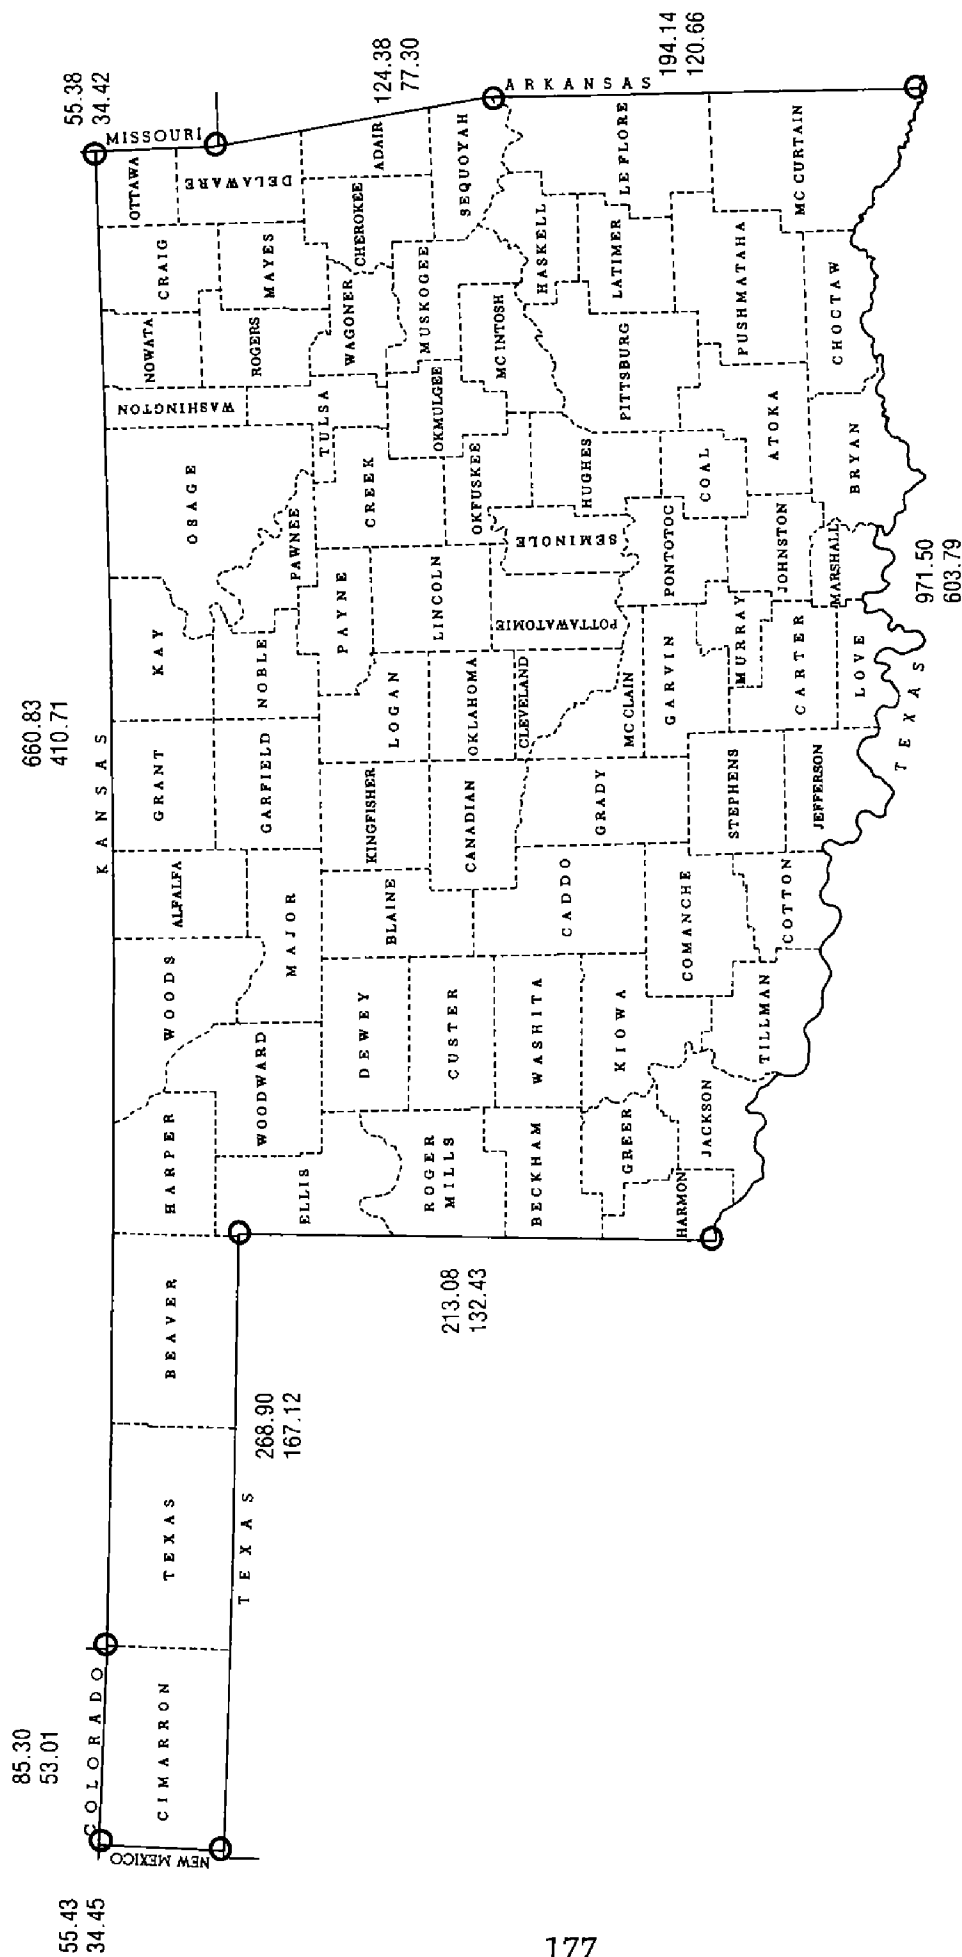 55.43
34.45
85.30
53.01
660.83
410.71
55.38
34.42
124.38
77.30
194.14
120.66
268.90
167.12
213.08
132.43
971.50
603.79
COLORADO
KANSAS
MISSOURI
ARKANSAS
NEW MEXICO
TEXAS
TEXAS
CIMARRON
TEXAS
BEAVER
HARPER
WOODS
ALFALFA
GRANT
KAY
OSAGE
WASHINGTON
NOWATA
CRAIG
OTTAWA
ELLIS
WOODWARD
MAJOR
GARFIELD
NOBLE
PAWNEE
TULSA
ROGERS
MAYES
DELAWARE
ROGER
MILLS
DEWEY
BLAINE
KINGFISHER
LOGAN
PAYNE
CREEK
WAGONER
CHEROKEE
ADAIR
CUSTER
CANADIAN
OKLAHOMA
LINCOLN
OKFUSKEE
OKMULGEE
MUSKOGEE
SEQUOYAH
BECKHAM
WASHITA
CADDO
GRADY
CLEVELAND
MC CLAIN
POTTAWATOMIE
SEMINOLE
HUGHES
MC INTOSH
HASKELL
LE FLORE
HARMON
GREER
KIOWA
COMANCHE
GARVIN
PONTOTOC
PITTSBURG
LATIMER
JACKSON
TILLMAN
COTTON
STEPHENS
MURRAY
COAL
ATOKA
PUSHMATAHA
MC CURTAIN
JEFFERSON
CARTER
JOHNSTON
LOVE
MARSHALL
BRYAN
CHOCTAW
177